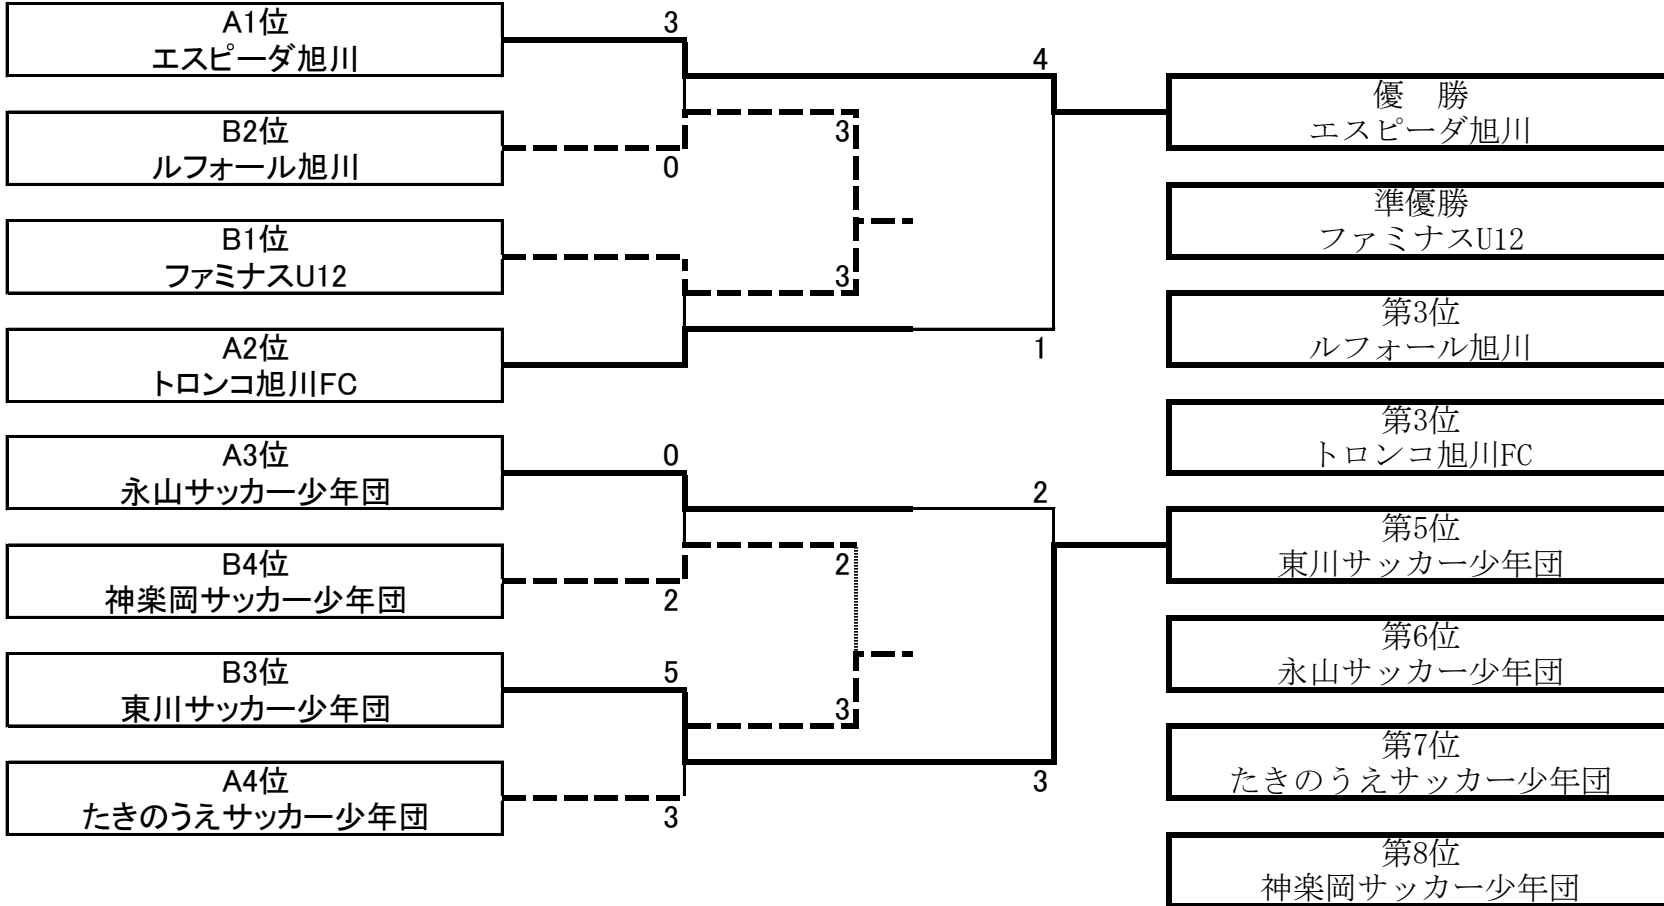 A1位
エスピーダ旭川
3
B2位
ルフォール旭川
0
B1位
ファミナスU12
A2位
トロンコ旭川FC
A3位
永山サッカー少年団
0
B4位
神楽岡サッカー少年団
2
B3位
東川サッカー少年団
5
A4位
たきのうえサッカー少年団
3
4
3
3
1
2
2
3
3
優　勝
エスピーダ旭川
準優勝
ファミナスU12
第3位
ルフォール旭川
第3位
トロンコ旭川FC
第5位
東川サッカー少年団
第6位
永山サッカー少年団
第7位
たきのうえサッカー少年団
第8位
神楽岡サッカー少年団